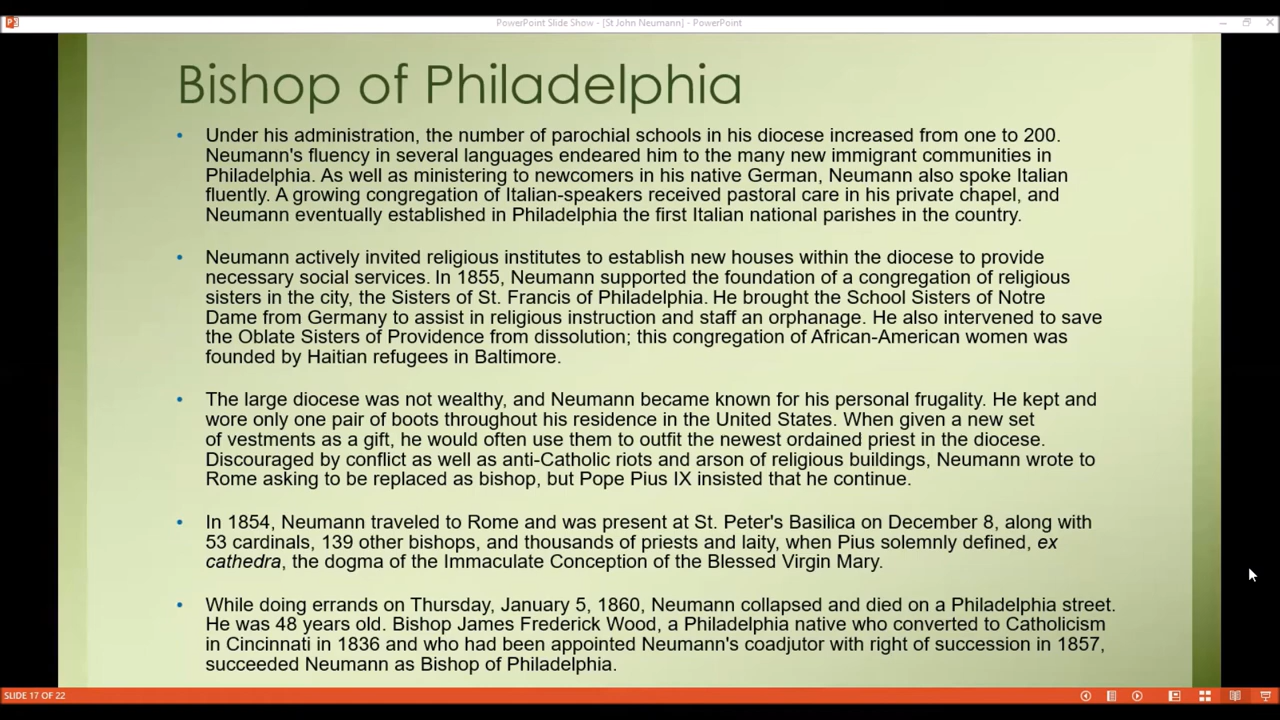 PowerPoint Slide Show - [St John Neumann] - PowerPoint
Bishop of Philadelphia
• Under his administration, the number of parochial schools in his diocese increased from one to 200.
Neumann's fluency in several languages endeared him to the many new immigrant communities in
Philadelphia. As well as ministering to newcomers in his native German, Neumann also spoke Italian
fluently. A growing congregation of Italian-speakers received pastoral care in his private chapel, and
Neumann eventually established in Philadelphia the first Italian national parishes in the country.
• Neumann actively invited religious institutes to establish new houses within the diocese to provide
necessary social services. In 1855, Neumann supported the foundation of a congregation of religious
sisters in the city, the Sisters of St. Francis of Philadelphia. He brought the School Sisters of Notre
Dame from Germany to assist in religious instruction and staff an orphanage. He also intervened to save
the Oblate Sisters of Providence from dissolution; this congregation of African-American women was
founded by Haitian refugees in Baltimore.
• The large diocese was not wealthy, and Neumann became known for his personal frugality. He kept and
wore only one pair of boots throughout his residence in the United States. When given a new set
of vestments as a gift, he would often use them to outfit the newest ordained priest in the diocese.
Discouraged by conflict as well as anti-Catholic riots and arson of religious buildings, Neumann wrote to
Rome asking to be replaced as bishop, but Pope Pius IX insisted that he continue.
• In 1854, Neumann traveled to Rome and was present at St. Peter's Basilica on December 8, along with
53 cardinals, 139 other bishops, and thousands of priests and laity, when Pius solemnly defined, ex
cathedra, the dogma of the Immaculate Conception of the Blessed Virgin Mary.
• While doing errands on Thursday, January 5, 1860, Neumann collapsed and died on a Philadelphia street.
He was 48 years old. Bishop James Frederick Wood, a Philadelphia native who converted to Catholicism
in Cincinnati in 1836 and who had been appointed Neumann's coadjutor with right of succession in 1857,
succeeded Neumann as Bishop of Philadelphia.
SLIDE 17 OF 22